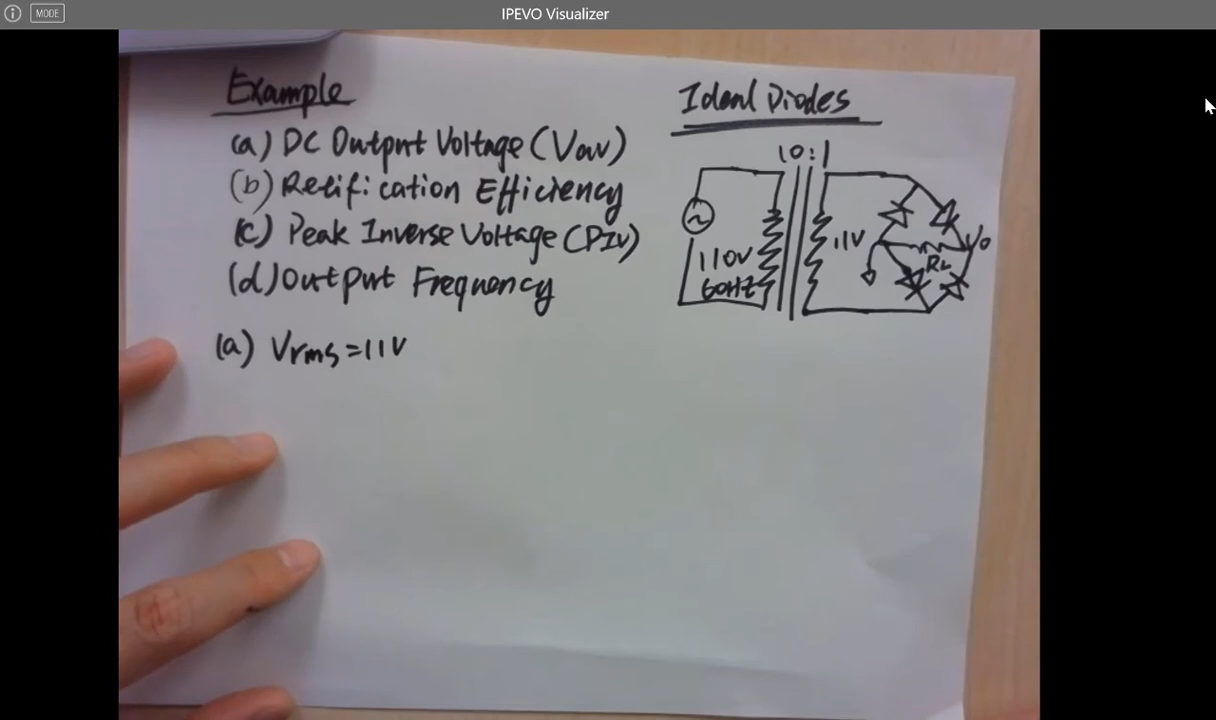 MODE
IPEVO Visualizer
Example
(a) DC Output Voltage (Vav)
(b) Retification Efficiency
(c) Peak Inverse Voltage (PIV)
(d) Output Frequency
(a) Vrms = 11V
Ideal Diodes
10:1
110V
60HZ
11V
RL
Vo